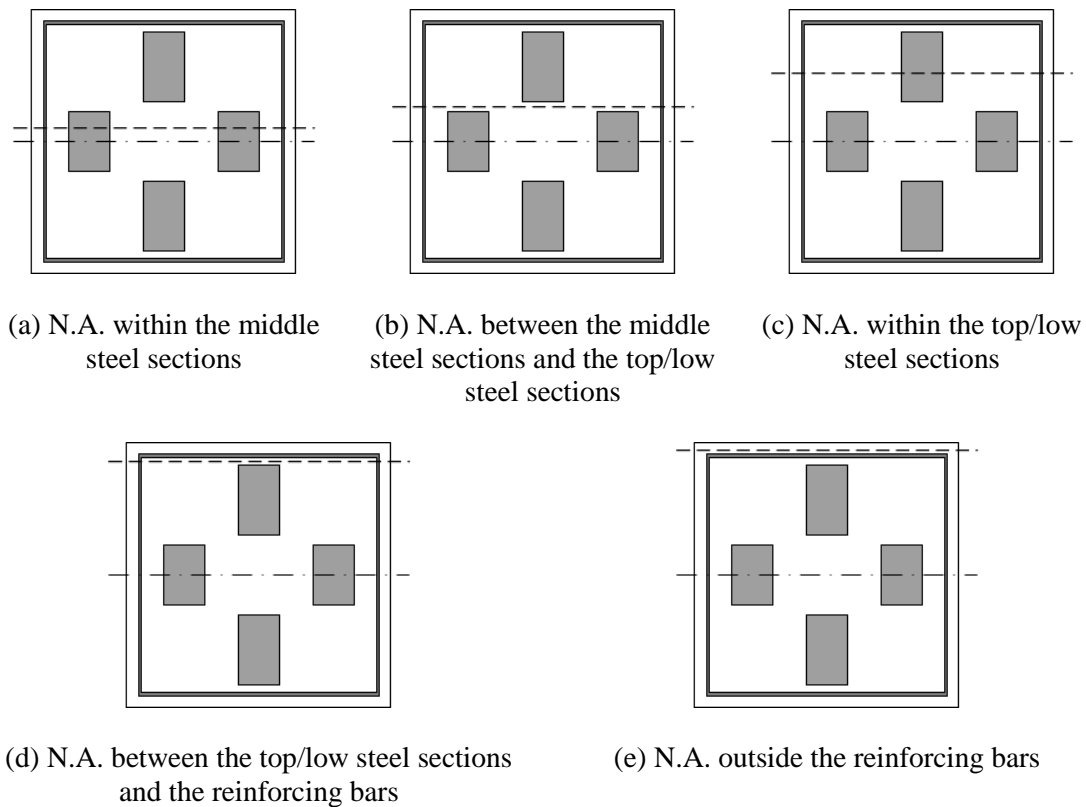 (a) N.A. within the middle
steel sections
(b) N.A. between the middle
steel sections and the top/low
steel sections
(c) N.A. within the top/low
steel sections
(d) N.A. between the top/low steel sections
and the reinforcing bars
(e) N.A. outside the reinforcing bars